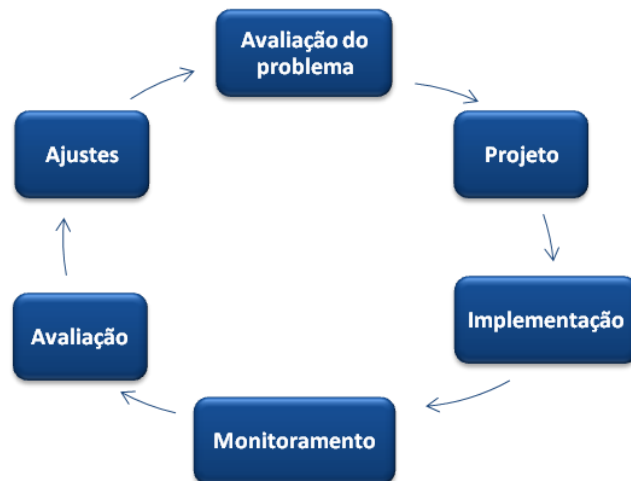 Avaliação do
problema
Projeto
Implementação
Monitoramento
Avaliação
Ajustes